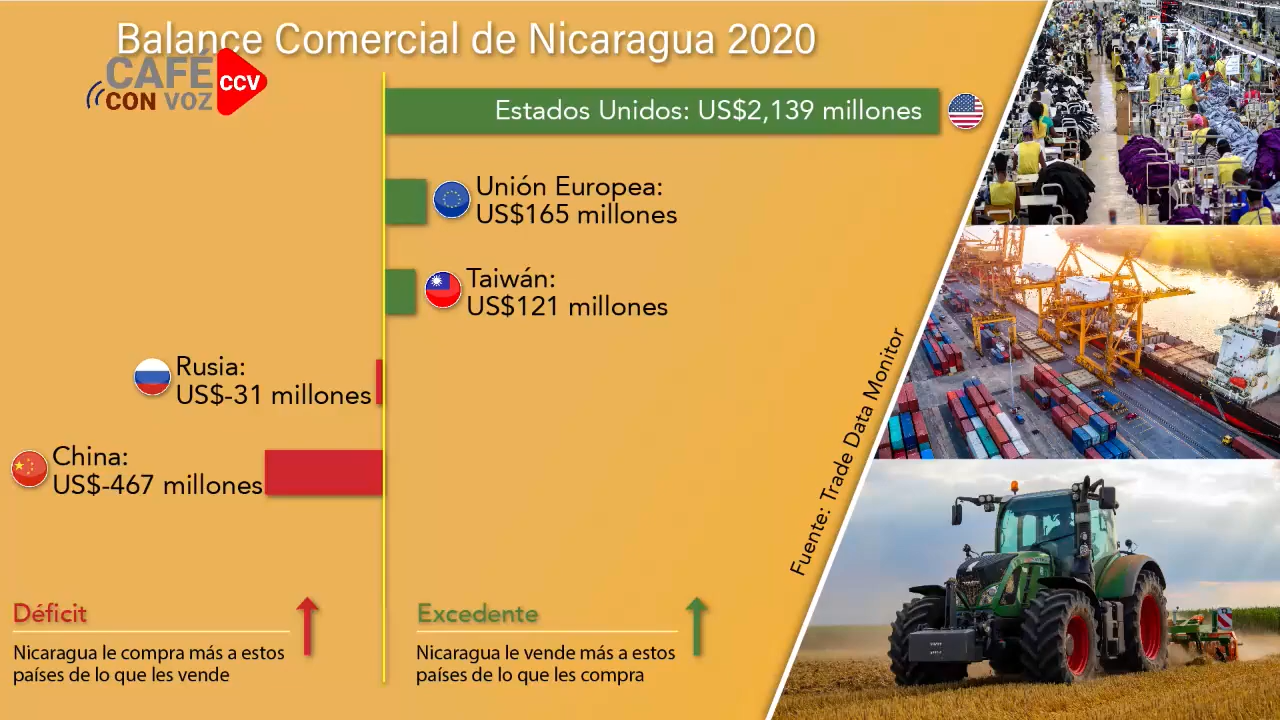 Balance Comercial de Nicaragua 2020
CAFÉ
CON VOZ
CCV
Estados Unidos: US$2,139 millones
Unión Europea:
US$165 millones
Taiwán:
US$121 millones
Rusia:
US$-31 millones
China:
US$-467 millones
Fuente: Trade Data Monitor
Déficit
Nicaragua le compra más a estos
países de lo que les vende
Excedente
Nicaragua le vende más a estos
países de lo que les compra